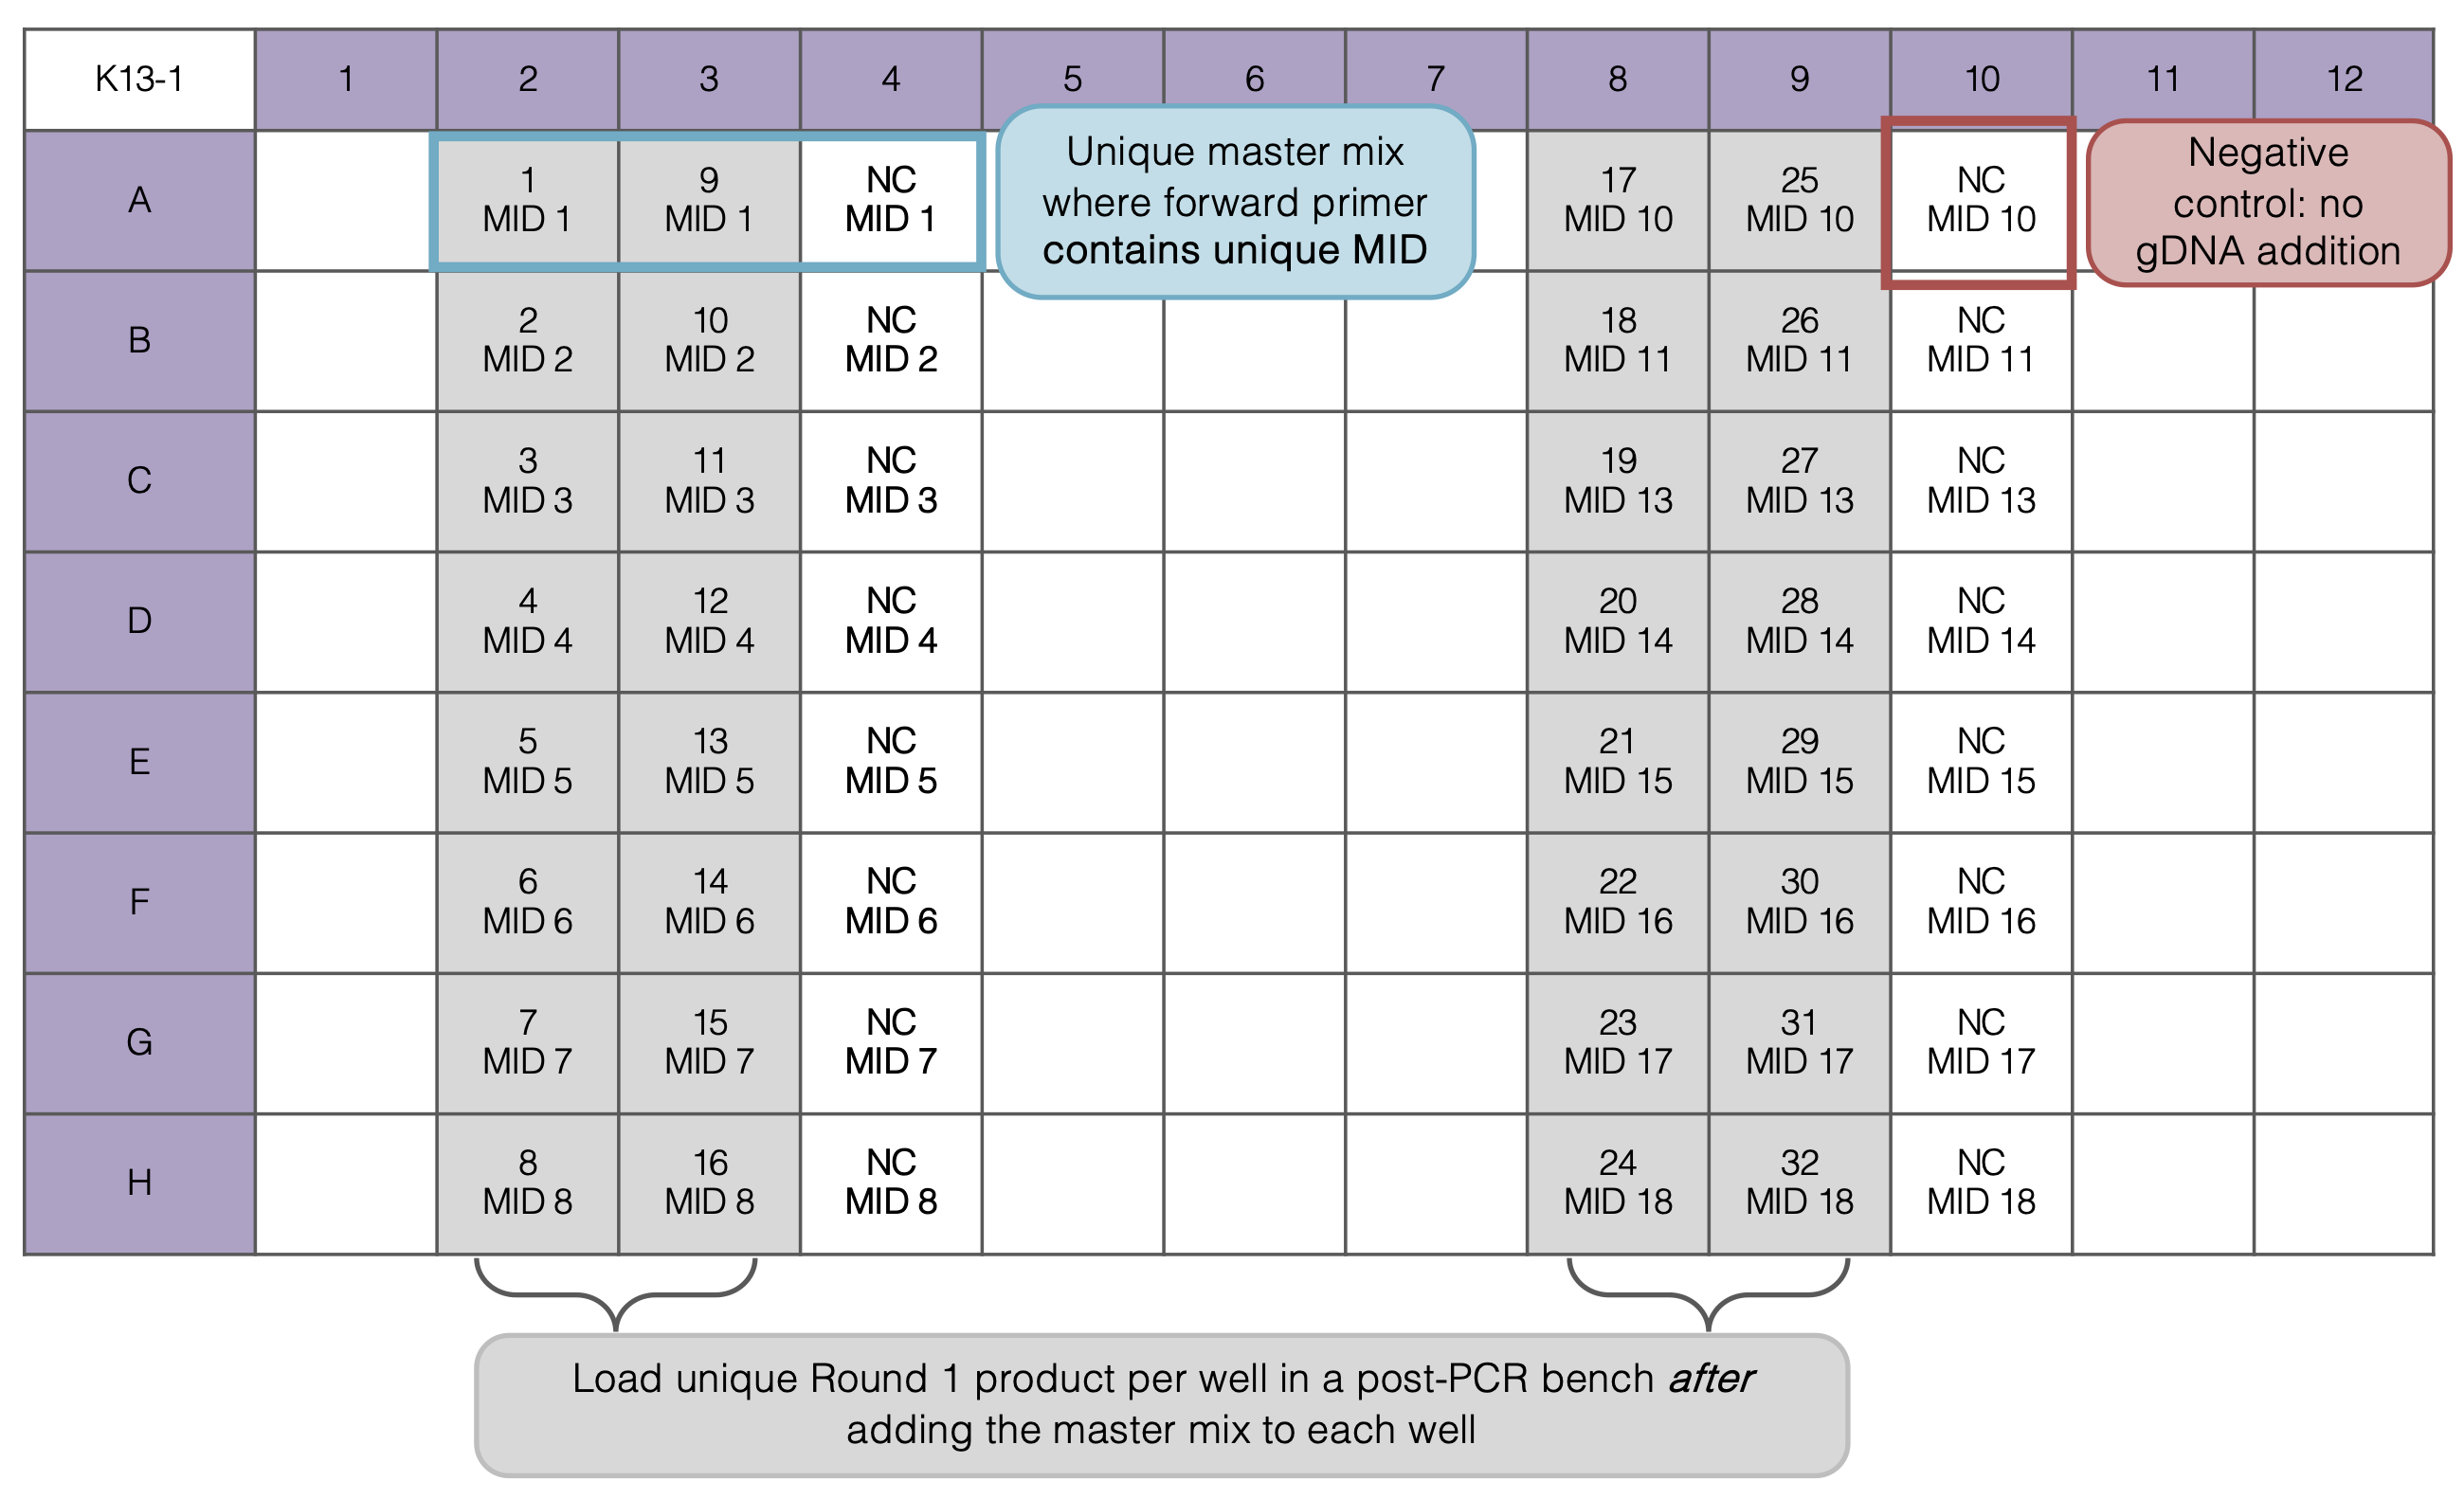 K13-1 1 2 3 4 5 6 7 8 9 10 11 12
A
1
MID 1
9
MID 1
NC
MID 1
Unique master mix
where forward primer
contains unique MID
17
MID 10
25
MID 10
NC
MID 10
Negative
control: no
gDNA addition
B
2
MID 2
10
MID 2
NC
MID 2
18
MID 11
26
MID 11
NC
MID 11
C
3
MID 3
11
MID 3
NC
MID 3
19
MID 13
27
MID 13
NC
MID 13
D
4
MID 4
12
MID 4
NC
MID 4
20
MID 14
28
MID 14
NC
MID 14
E
5
MID 5
13
MID 5
NC
MID 5
21
MID 15
29
MID 15
NC
MID 15
F
6
MID 6
14
MID 6
NC
MID 6
22
MID 16
30
MID 16
NC
MID 16
G
7
MID 7
15
MID 7
NC
MID 7
23
MID 17
31
MID 17
NC
MID 17
H
8
MID 8
16
MID 8
NC
MID 8
24
MID 18
32
MID 18
NC
MID 18
Load unique Round 1 product per well in a post-PCR bench after
adding the master mix to each well